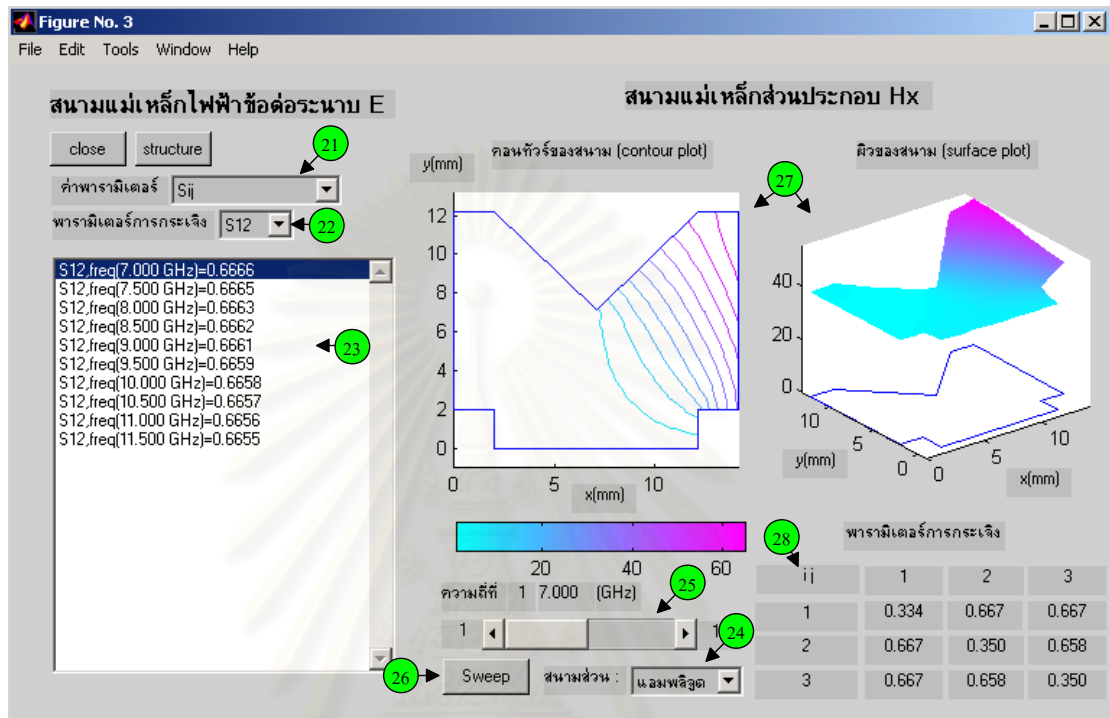 Figure No. 3
File Edit Tools Window Help
สนามแม่เหล็กไฟฟ้าข้อต่อระนาบ E
สนามแม่เหล็กส่วนประกอบ Hx
close structure
21
ค่าพารามิเตอร์ Sij
พารามิเตอร์การกระเจิง S12
22
S12,freq(7.000 GHz)=0.6666
S12,freq(7.500 GHz)=0.6665
S12,freq(8.000 GHz)=0.6663
S12,freq(8.500 GHz)=0.6662
S12,freq(9.000 GHz)=0.6661
S12,freq(9.500 GHz)=0.6659
S12,freq(10.000 GHz)=0.6658
S12,freq(10.500 GHz)=0.6657
S12,freq(11.000 GHz)=0.6656
S12,freq(11.500 GHz)=0.6655
23
คอนทัวร์ของสนาม (contour plot)
y(mm)
12
10
8
6
4
2
0
0 5 10
x(mm)
27
ผิวของสนาม (surface plot)
40
20
0
10 5 0
y(mm)
0 5 10
x(mm)
20 40 60
ความถี่ที่ 1 7.000 (GHz)
25
1 1
24
26
Sweep สนามส่วน : แอมพลิจูด
28
พารามิเตอร์การกระเจิง
ij 1 2 3
1 0.334 0.667 0.667
2 0.667 0.350 0.658
3 0.667 0.658 0.350